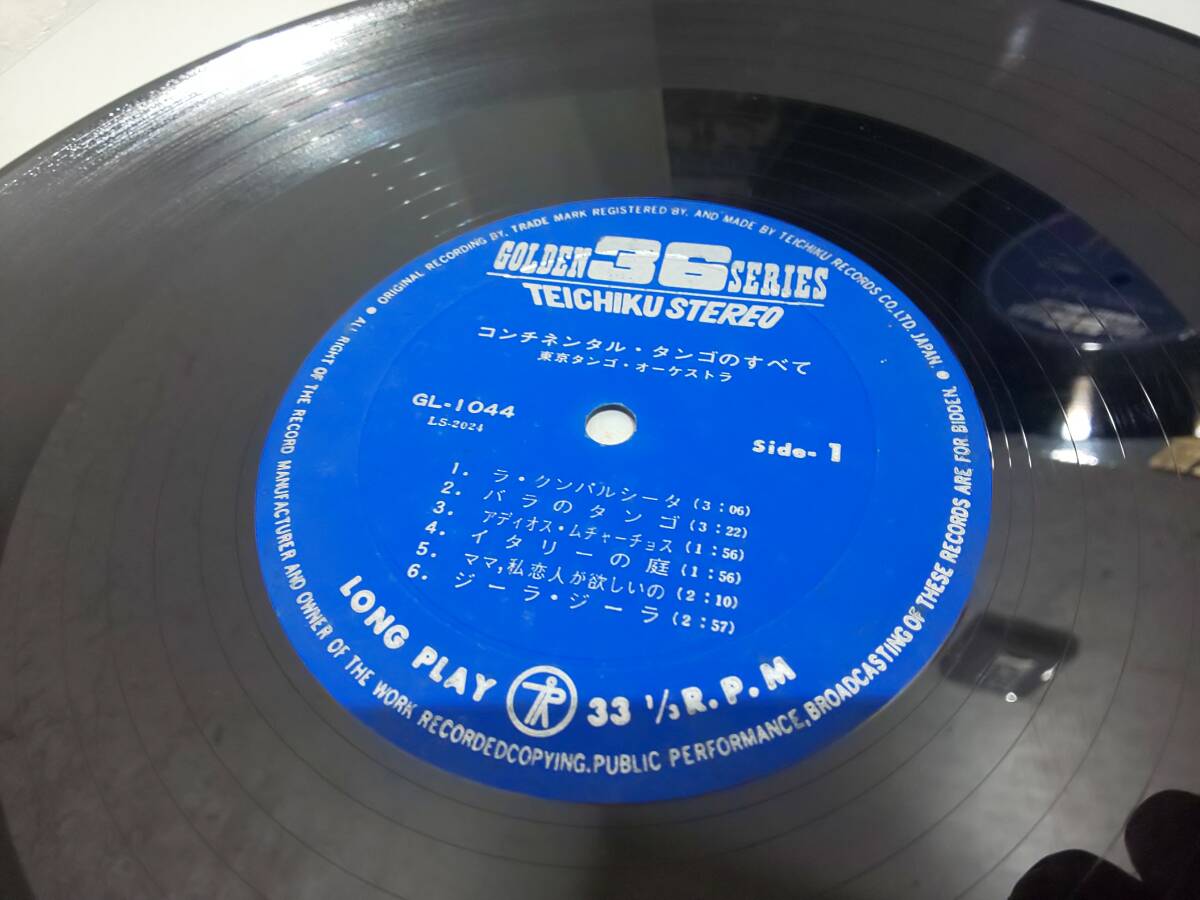 GOLDEN 36 SERIES
TEICHIKU STEREO
コンチネンタル・タンゴのすべて
東京タンゴ・オーケストラ
GL-1044
LS-2024
Side- 1
1. ラ・クンパルシータ (3:06)
2. バラのタンゴ (3:22)
3. アディオス・ムチャーチョス (1:56)
4. イタリーの庭 (1:56)
5. ママ,私恋人が欲しいの (2:10)
6. ジーラ・ジーラ (2:57)
LONG PLAY TR 33 1/3 R.P.M
● ALL RIGHT OF THE RECORD MANUFACTURER AND OWNER OF THE WORK RECORDEDCOPYING. PUBLIC PERFORMANCE, BROADCASTING OF THESE RECORDS ARE FOR BIDDEN. ● ORIGINAL RECORDING BY. TRADE MARK REGISTERED BY. AND MADE BY TEICHIKU RECORDS CO. LTD. JAPAN.